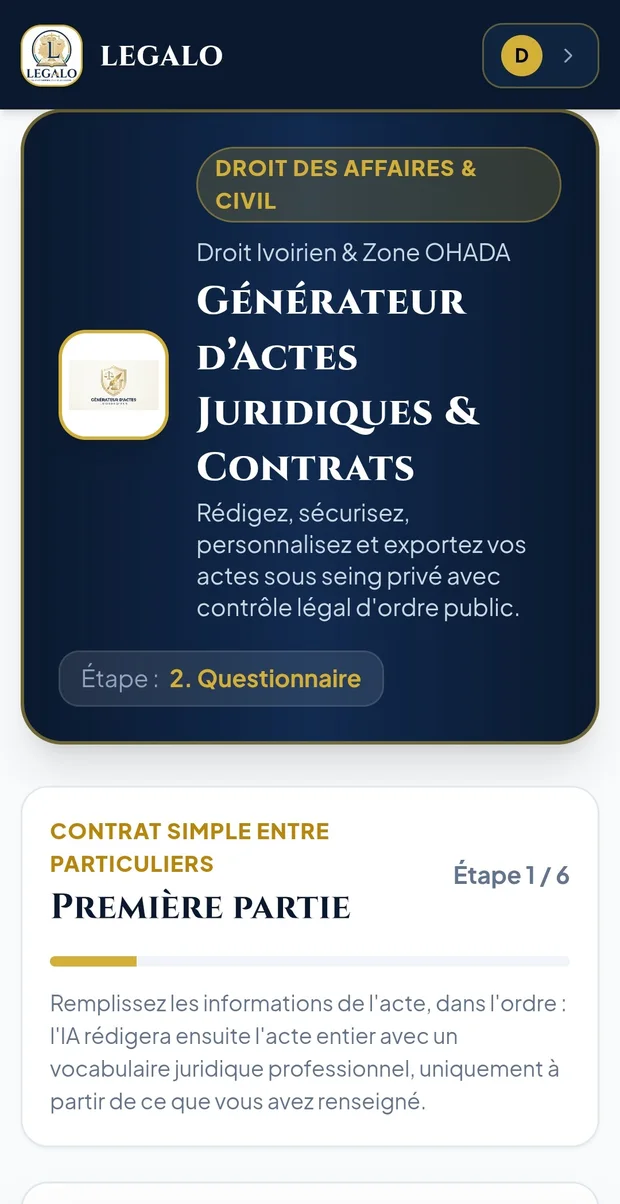 LEGALO
LEGALO
D
DROIT DES AFFAIRES &
CIVIL
Droit Ivoirien & Zone OHADA
Générateur
d’Actes
Juridiques &
Contrats
GÉNÉRATEUR D'ACTES
Rédigez, sécurisez,
personnalisez et exportez vos
actes sous seing privé avec
contrôle légal d'ordre public.
Étape : 2. Questionnaire
CONTRAT SIMPLE ENTRE
PARTICULIERS
Étape 1 / 6
Première partie
Remplissez les informations de l'acte, dans l'ordre :
l'IA rédigera ensuite l'acte entier avec un
vocabulaire juridique professionnel, uniquement à
partir de ce que vous avez renseigné.